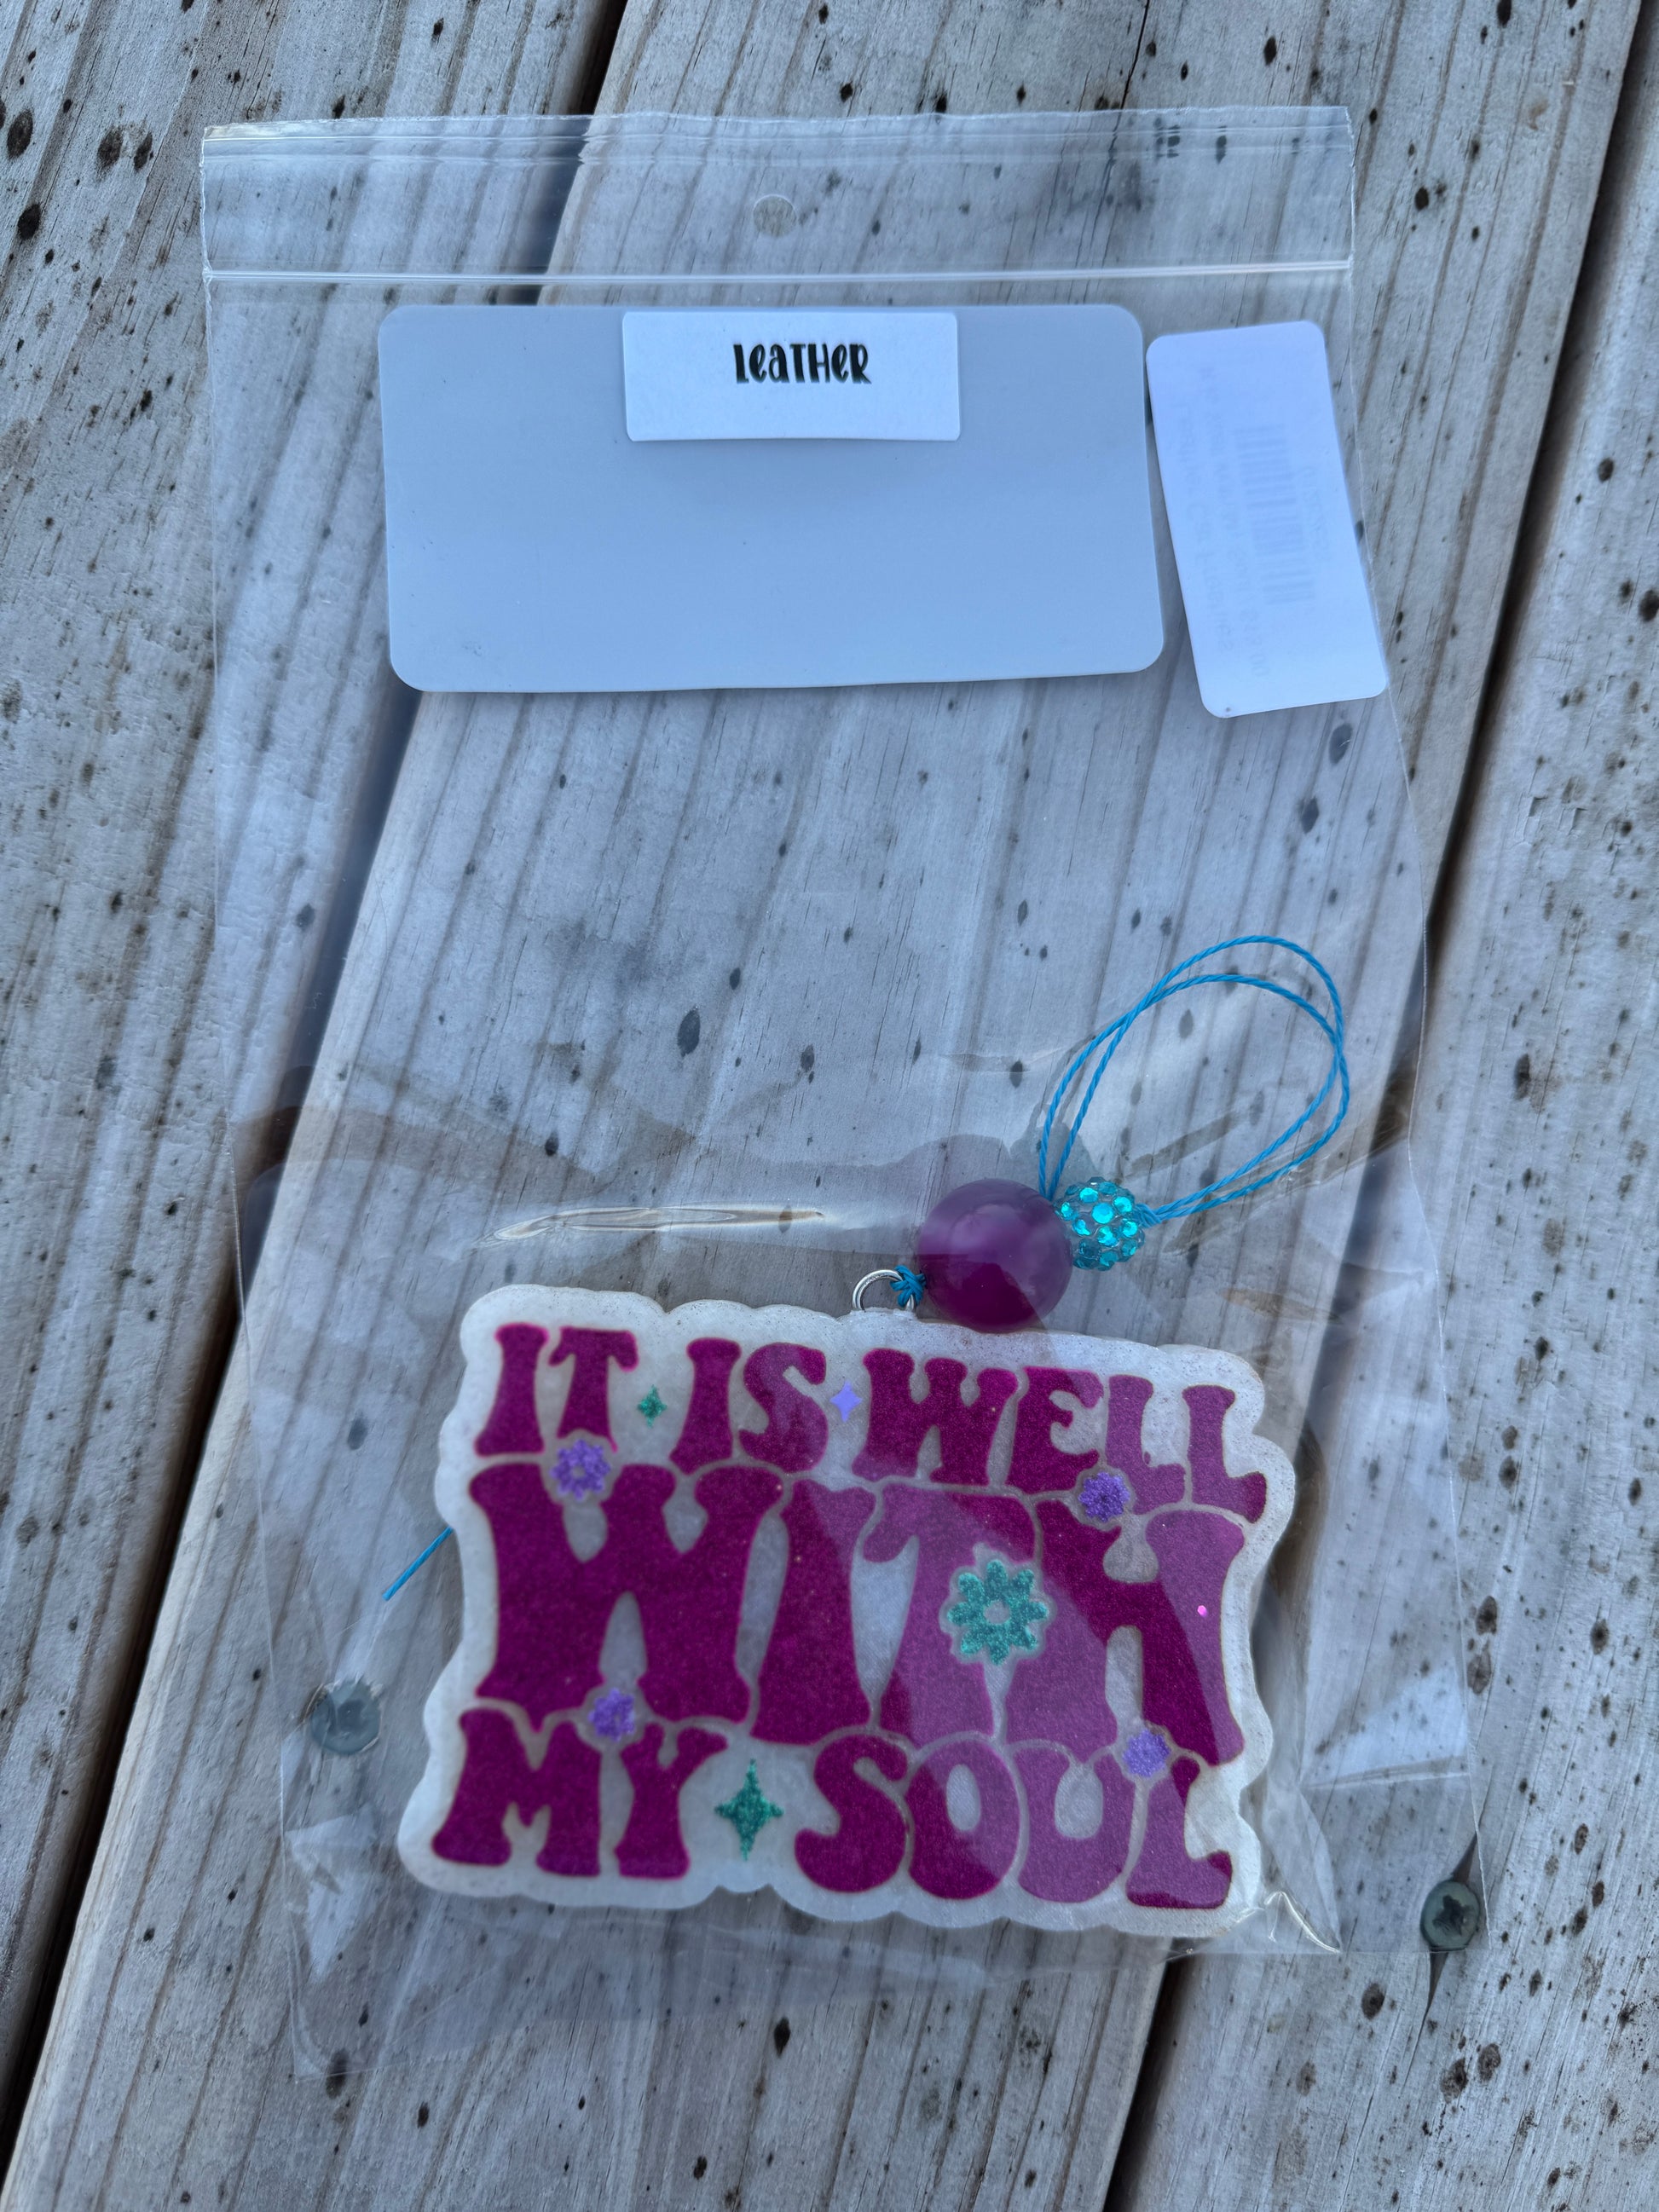 LeaTHeR
IT IS WELL
WITH
MY SOUL